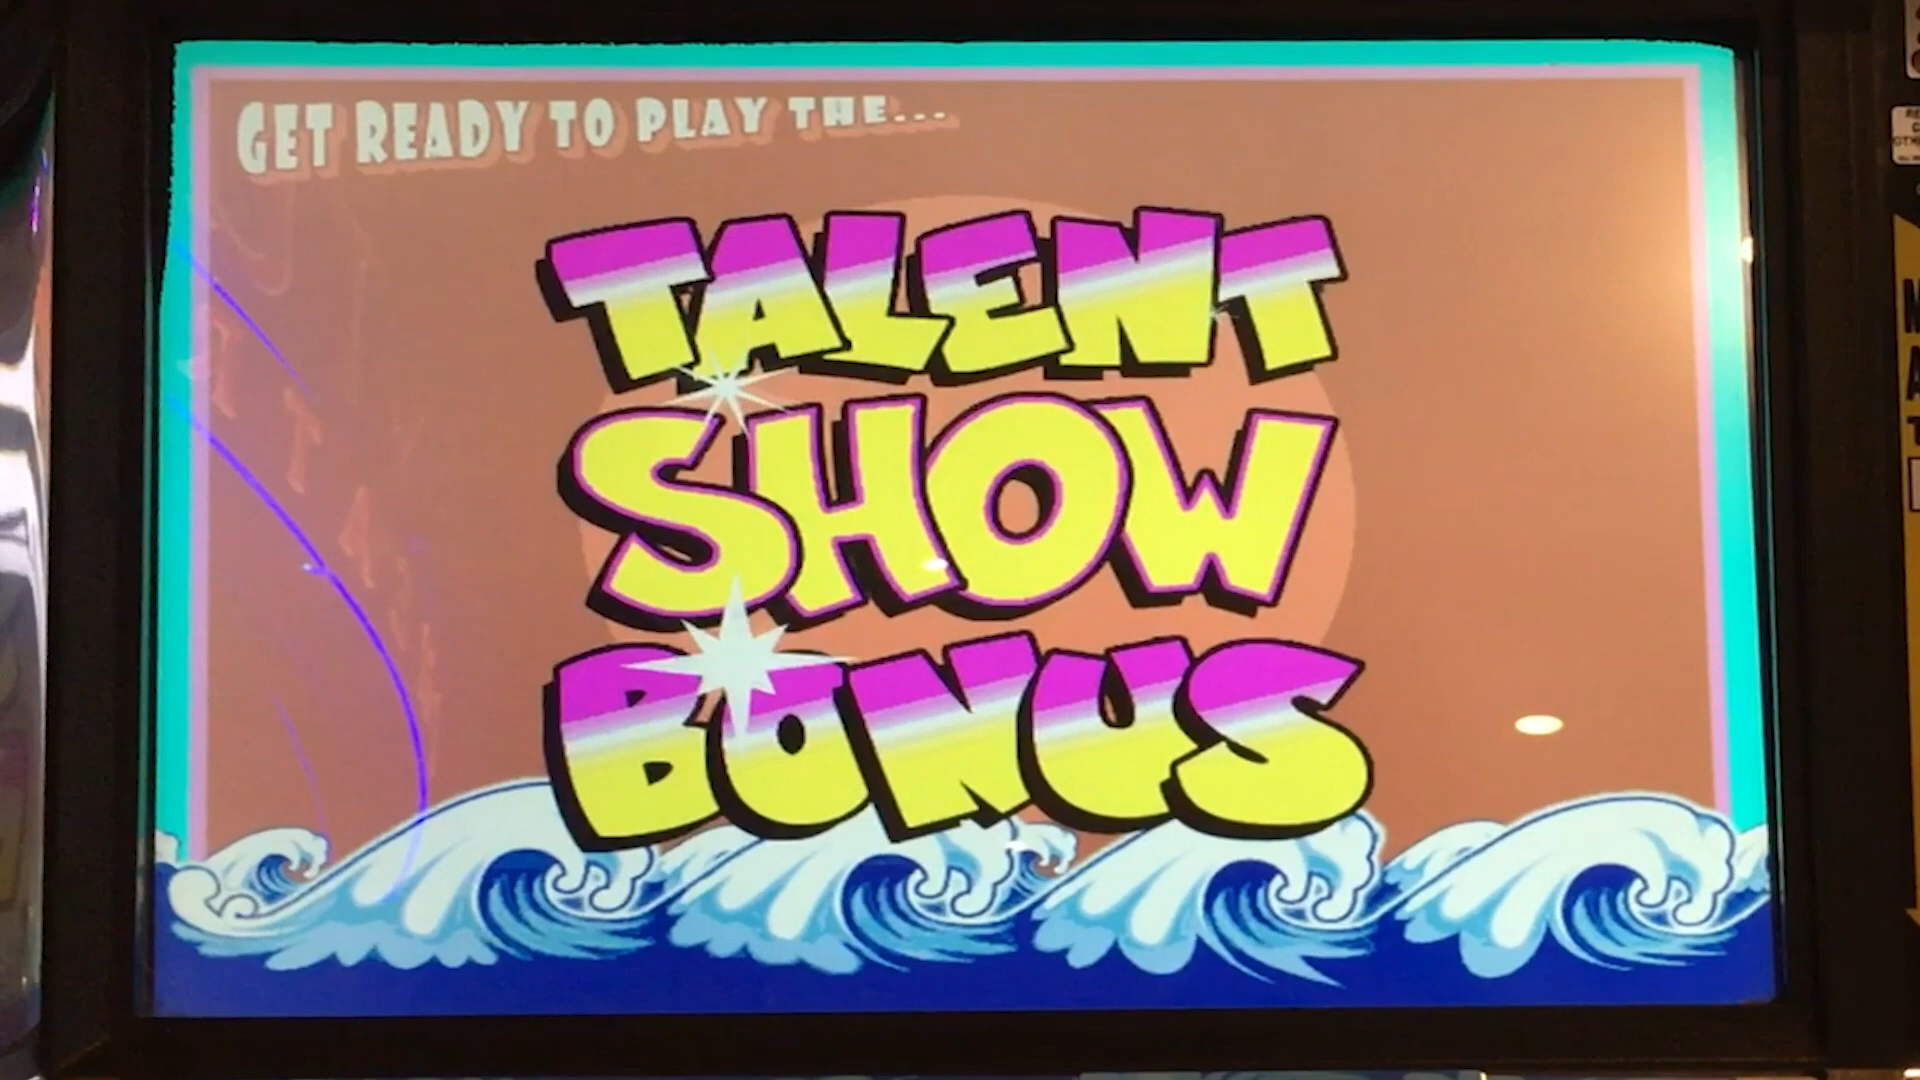 GET READY TO PLAY THE...
TALENT
SHOW
BONUS